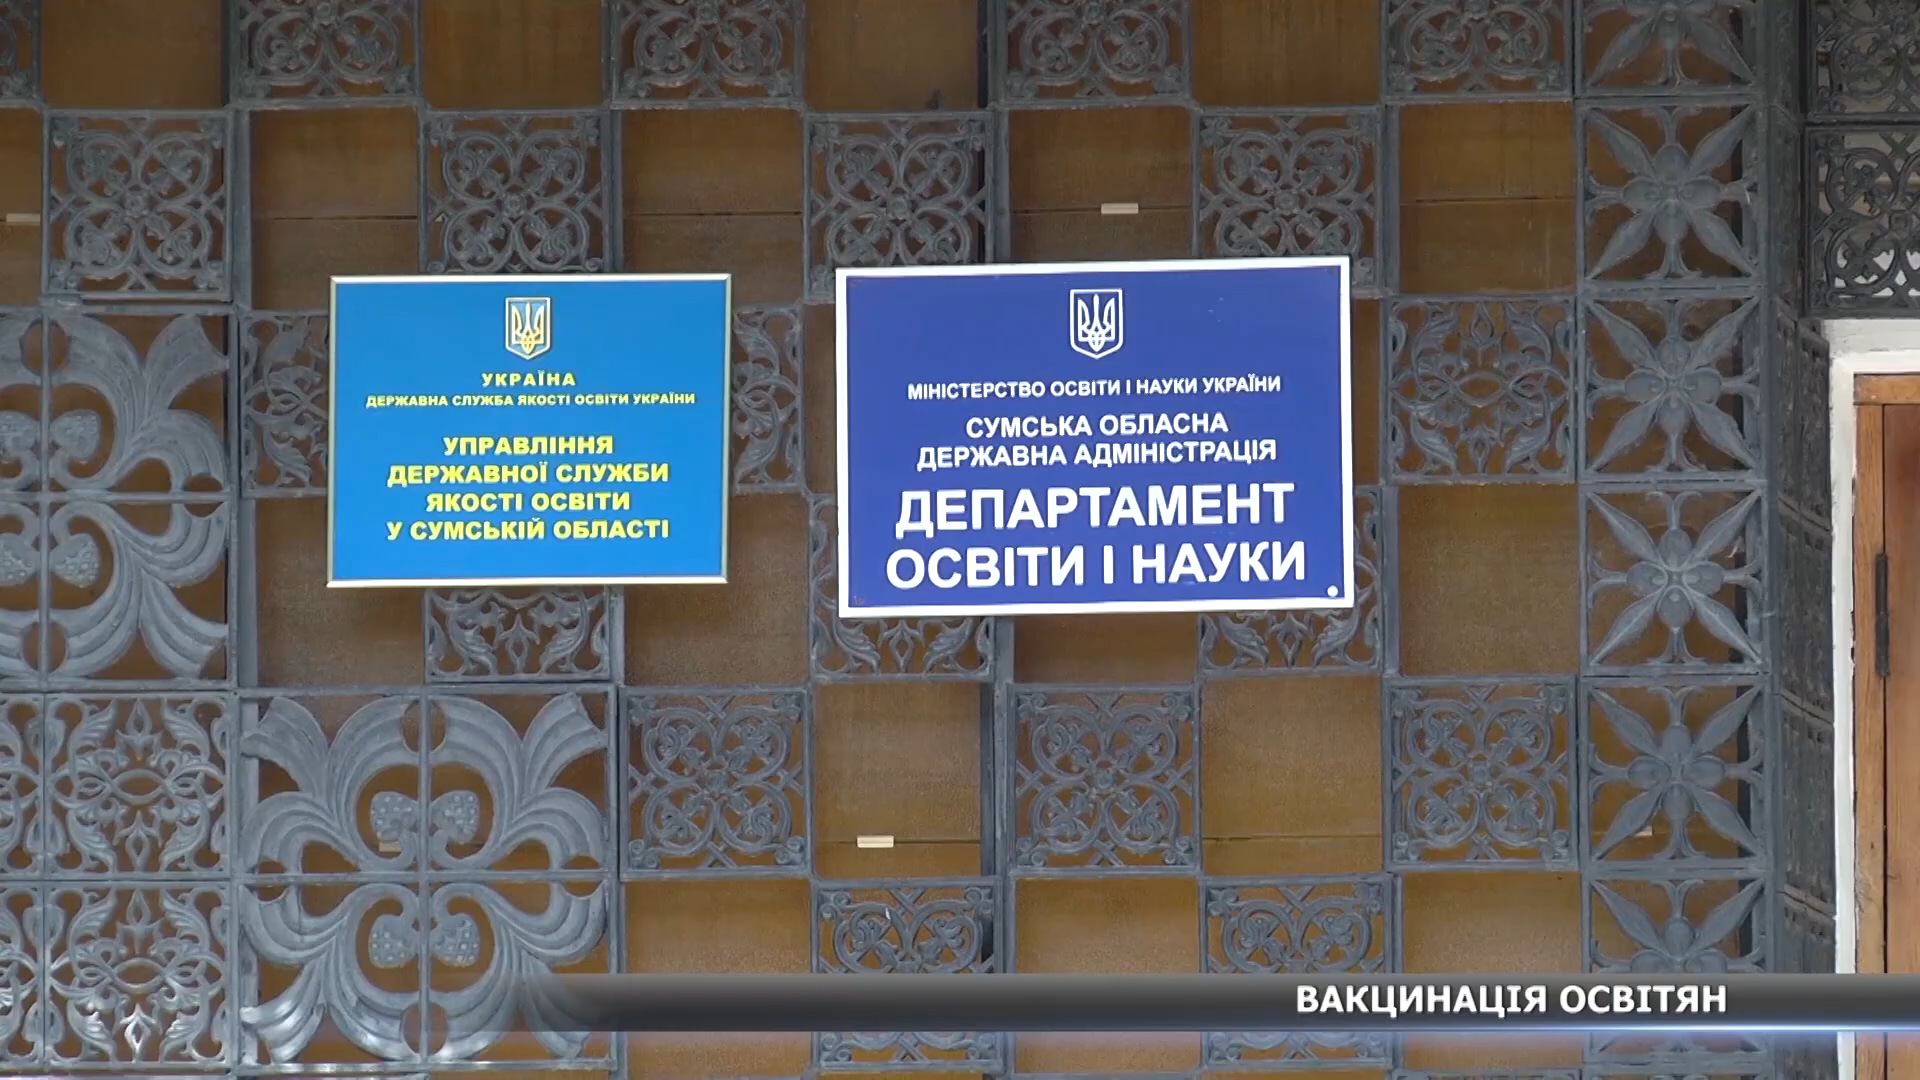 УКРАЇНА
ДЕРЖАВНА СЛУЖБА ЯКОСТІ ОСВІТИ УКРАЇНИ
УПРАВЛІННЯ
ДЕРЖАВНОЇ СЛУЖБИ
ЯКОСТІ ОСВІТИ
У СУМСЬКІЙ ОБЛАСТІ
МІНІСТЕРСТВО ОСВІТИ І НАУКИ УКРАЇНИ
СУМСЬКА ОБЛАСНА
ДЕРЖАВНА АДМІНІСТРАЦІЯ
ДЕПАРТАМЕНТ
ОСВІТИ І НАУКИ
ВАКЦИНАЦІЯ ОСВІТЯН